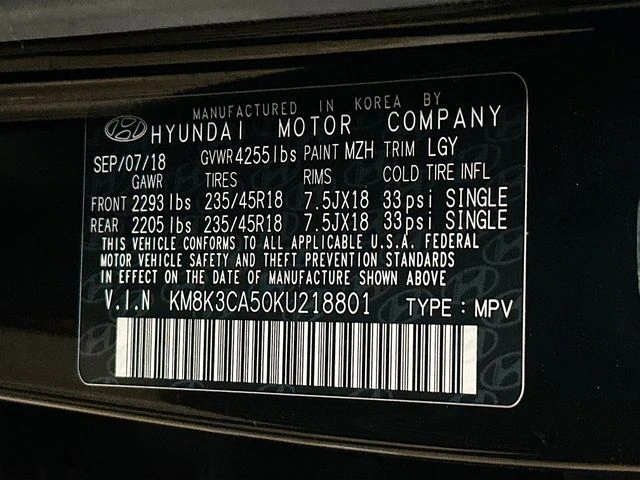 MANUFACTURED IN KOREA BY
HYUNDAI MOTOR COMPANY
SEP/07/18 GVWR 4255lbs PAINT MZH TRIM LGY
GAWR TIRES RIMS COLD TIRE INFL
FRONT 2293 lbs 235/45R18 7.5JX18 33psi SINGLE
REAR 2205 lbs 235/45R18 7.5JX18 33psi SINGLE
THIS VEHICLE CONFORMS TO ALL APPLICABLE U.S.A. FEDERAL
MOTOR VEHICLE SAFETY AND THEFT PREVENTION STANDARDS
IN EFFECT ON THE DATE OF MANUFACTURE SHOWN ABOVE.
V.I.N KM8K3CA50KU218801 TYPE : MPV